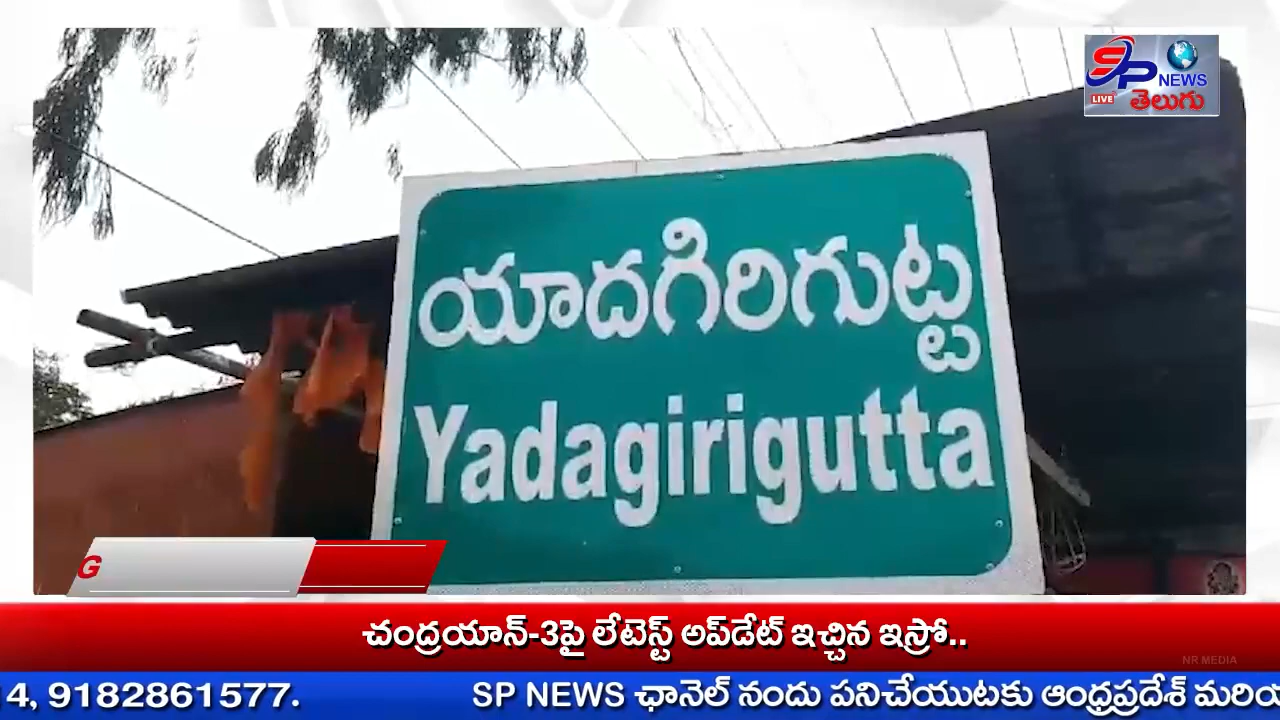 SP NEWS
LIVE తెలుగు
యాదగిరిగుట్ట
Yadagirigutta
G
చంద్రయాన్-3పై లేటెస్ట్ అప్‌డేట్ ఇచ్చిన ఇస్రో..
NR MEDIA
4, 9182861577. SP NEWS ఛానెల్ నందు పనిచేయుటకు ఆంధ్రప్రదేశ్ మరియ